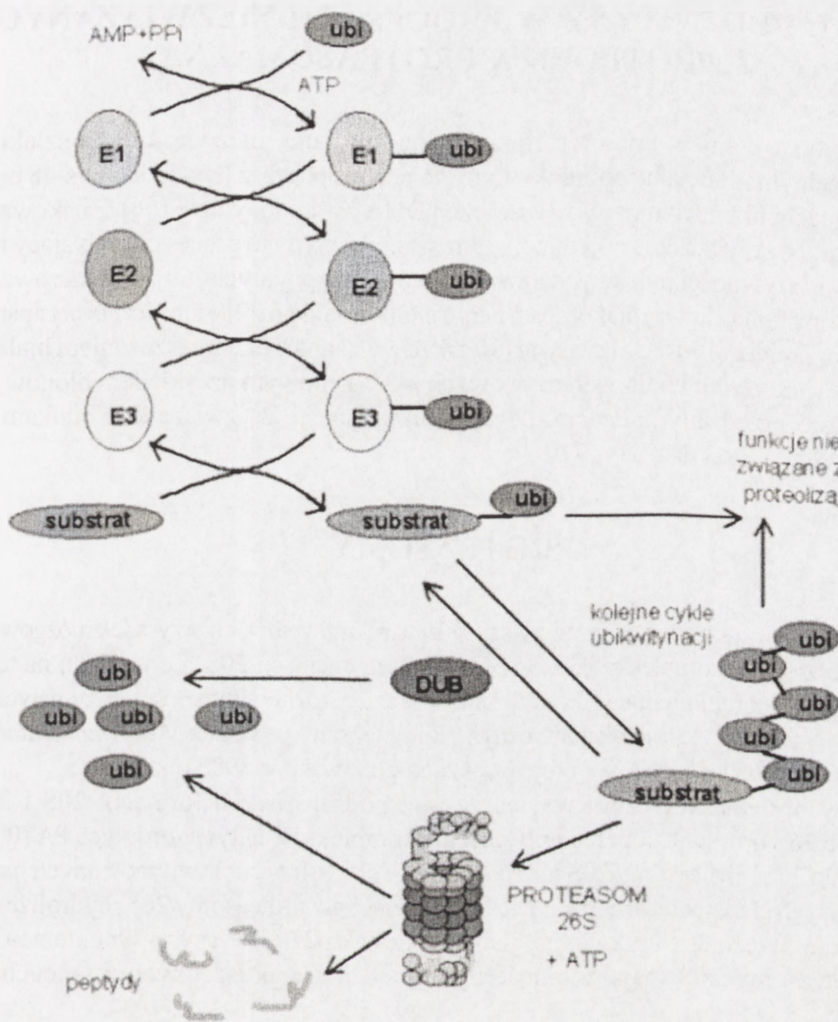 AMP+PPi
ubi
ATP
E1
E1
ubi
E2
E2
ubi
E3
E3
ubi
substrat
substrat
ubi
funkcje nie
związane z
proteolizą
kolejne cykle
ubikwitynacji
ubi
ubi
ubi
ubi
substrat
ubi
ubi
ubi
ubi
ubi
DUB
PROTEASOM
26S
+ ATP
peptydy